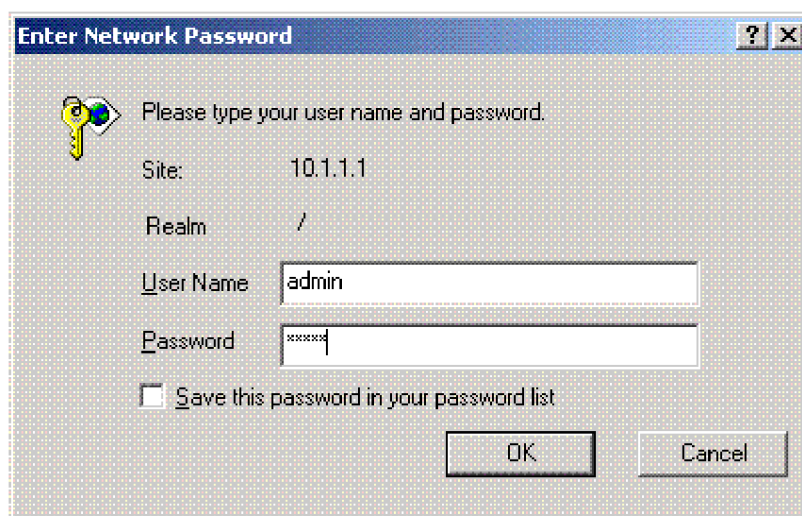 Enter Network Password
Please type your user name and password.
Site: 10.1.1.1
Realm /
User Name admin
Password xxxxx
Save this password in your password list
OK Cancel